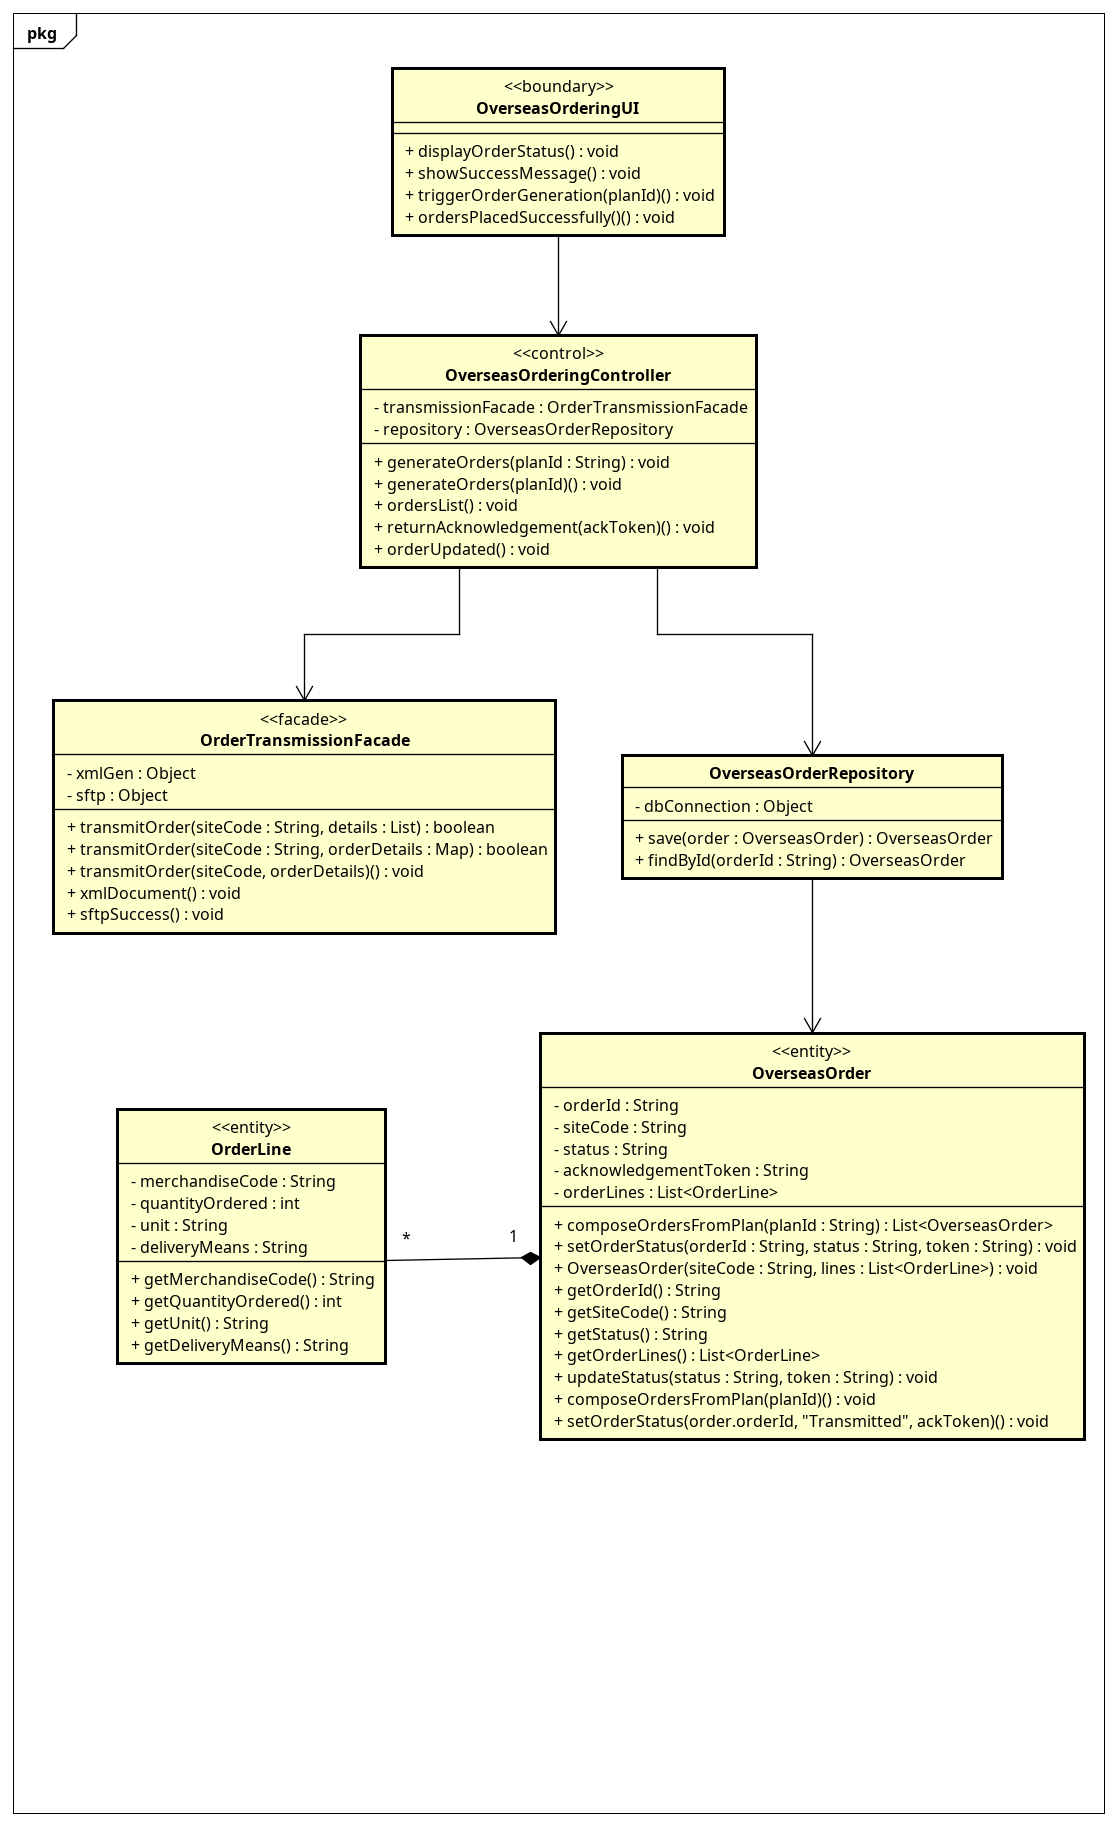 pkg
<<boundary>>
OverseasOrderingUI
+ displayOrderStatus() : void
+ showSuccessMessage() : void
+ triggerOrderGeneration(planId)() : void
+ ordersPlacedSuccessfully()() : void
<<control>>
OverseasOrderingController
- transmissionFacade : OrderTransmissionFacade
- repository : OverseasOrderRepository
+ generateOrders(planId : String) : void
+ generateOrders(planId)() : void
+ ordersList() : void
+ returnAcknowledgement(ackToken)() : void
+ orderUpdated() : void
<<facade>>
OrderTransmissionFacade
- xmlGen : Object
- sftp : Object
+ transmitOrder(siteCode : String, details : List) : boolean
+ transmitOrder(siteCode : String, orderDetails : Map) : boolean
+ transmitOrder(siteCode, orderDetails)() : void
+ xmlDocument() : void
+ sftpSuccess() : void
OverseasOrderRepository
- dbConnection : Object
+ save(order : OverseasOrder) : OverseasOrder
+ findById(orderId : String) : OverseasOrder
<<entity>>
OverseasOrder
- orderId : String
- siteCode : String
- status : String
- acknowledgementToken : String
- orderLines : List<OrderLine>
+ composeOrdersFromPlan(planId : String) : List<OverseasOrder>
+ setOrderStatus(orderId : String, status : String, token : String) : void
+ OverseasOrder(siteCode : String, lines : List<OrderLine>) : void
+ getOrderId() : String
+ getSiteCode() : String
+ getStatus() : String
+ getOrderLines() : List<OrderLine>
+ updateStatus(status : String, token : String) : void
+ composeOrdersFromPlan(planId)() : void
+ setOrderStatus(order.orderId, "Transmitted", ackToken)() : void
<<entity>>
OrderLine
- merchandiseCode : String
- quantityOrdered : int
- unit : String
- deliveryMeans : String
+ getMerchandiseCode() : String
+ getQuantityOrdered() : int
+ getUnit() : String
+ getDeliveryMeans() : String
*
1